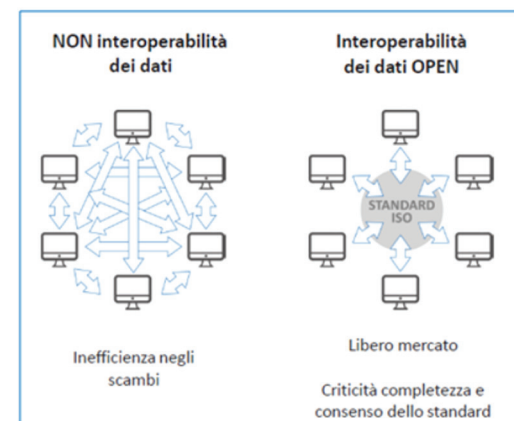 NON interoperabilità
dei dati
Inefficienza negli
scambi
Interoperabilità
dei dati OPEN
STANDARD
ISO
Libero mercato
Criticità completezza e
consenso dello standard